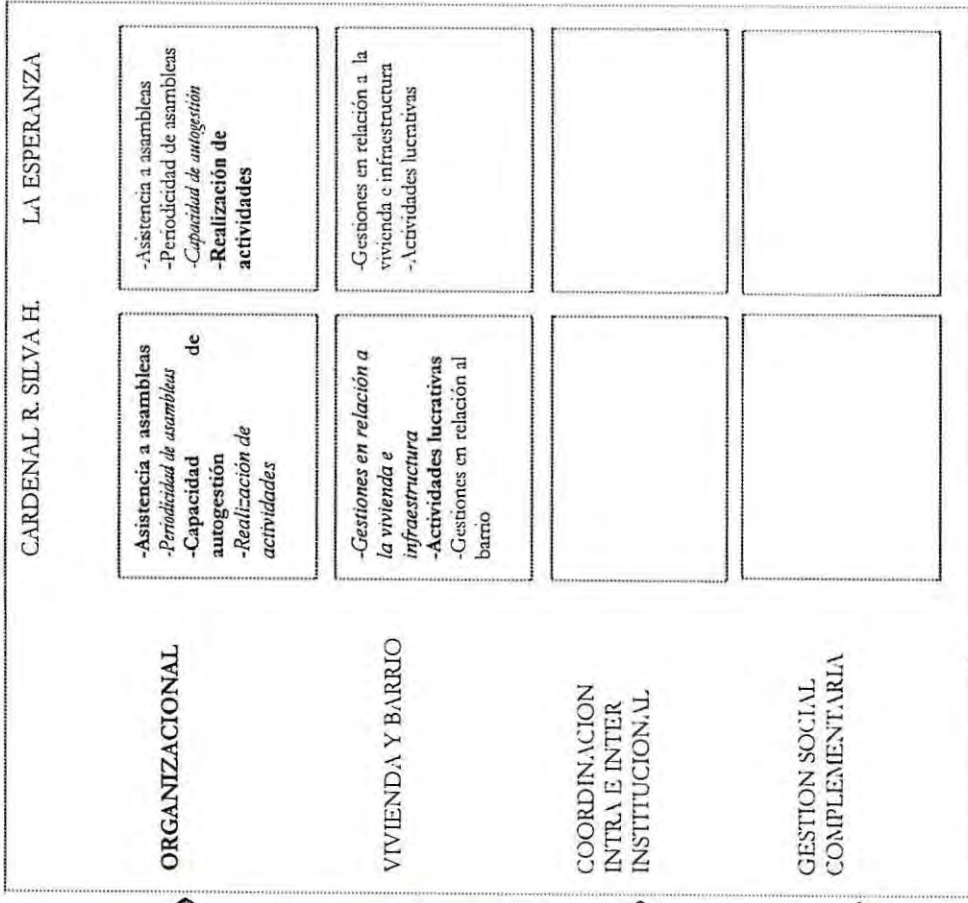 CARDENAL R. SILVA H.
LA ESPERANZA
ORGANIZACIONAL
-Asistencia a asambleas
-Periódicidad de asambleas
-Capacidad de
autogestión
-Realización de
actividades
-Asistencia a asambleas
-Periodicidad de asambleas
-Capacidad de autogestión
-Realización de
actividades
VIVIENDA Y BARRIO
-Gestiones en relación a
la vivienda e
infraestructura
-Actividades lucrativas
-Gestiones en relación al
barrio
-Gestiones en relación a la
vivienda e infraestructura
-Actividades lucrativas
COORDINACION
INTRA E INTER
INSTITUCIONAL
GESTION SOCIAL
COMPLEMENTARIA